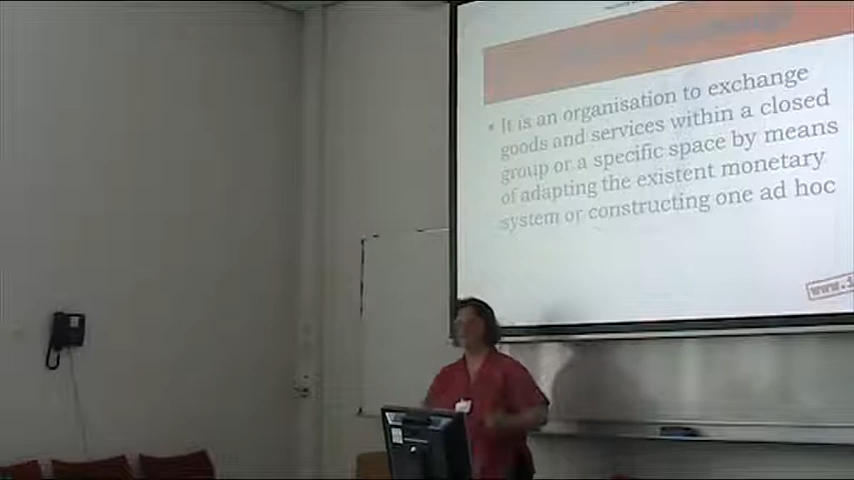 • It is an organisation to exchange
goods and services within a closed
group or a specific space by means
of adapting the existent monetary
system or constructing one ad hoc